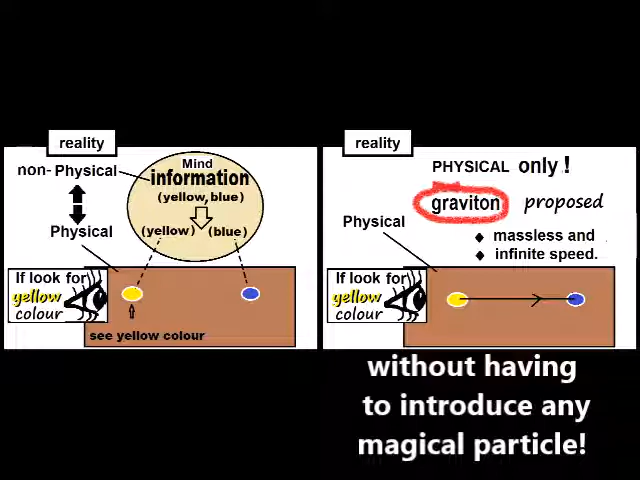 reality
non- Physical
Mind
information
(yellow, blue)
(yellow) (blue)
Physical
If look for
yellow
colour
see yellow colour
reality
PHYSICAL only!
graviton proposed
Physical
◆ massless and
◆ infinite speed.
If look for
yellow
colour
without having
to introduce any
magical particle!